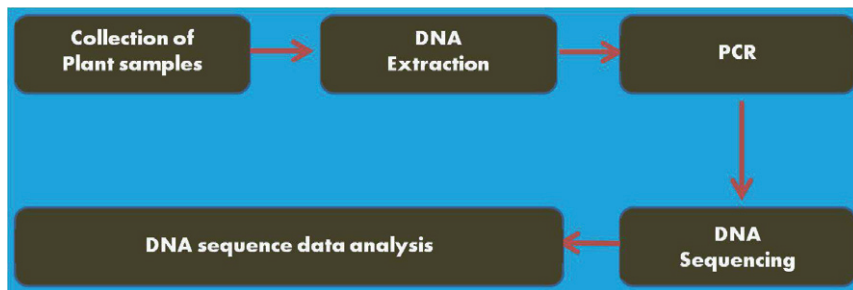 Collection of
Plant samples
DNA
Extraction
PCR
DNA
Sequencing
DNA sequence data analysis